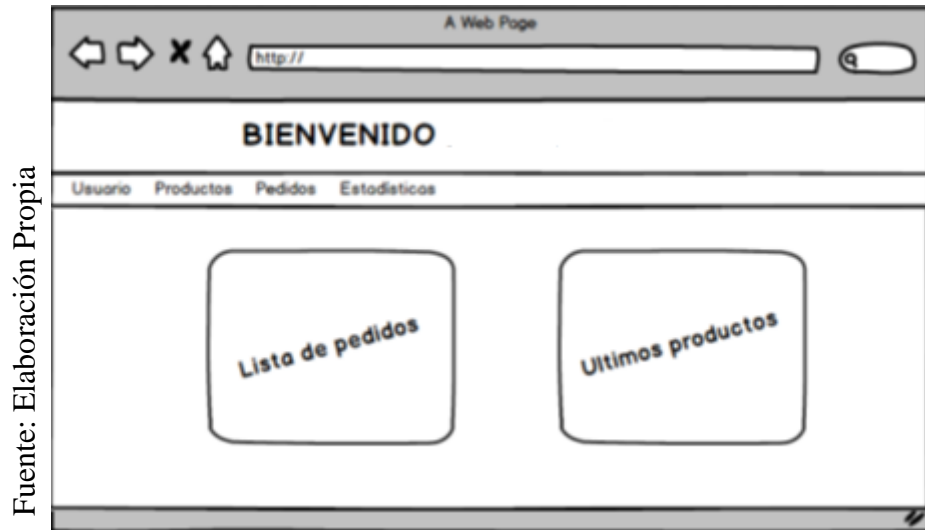 A Web Page
http://
BIENVENIDO
Usuario Productos Pedidos Estadísticas
Lista de pedidos
Ultimos productos
Fuente: Elaboración Propia